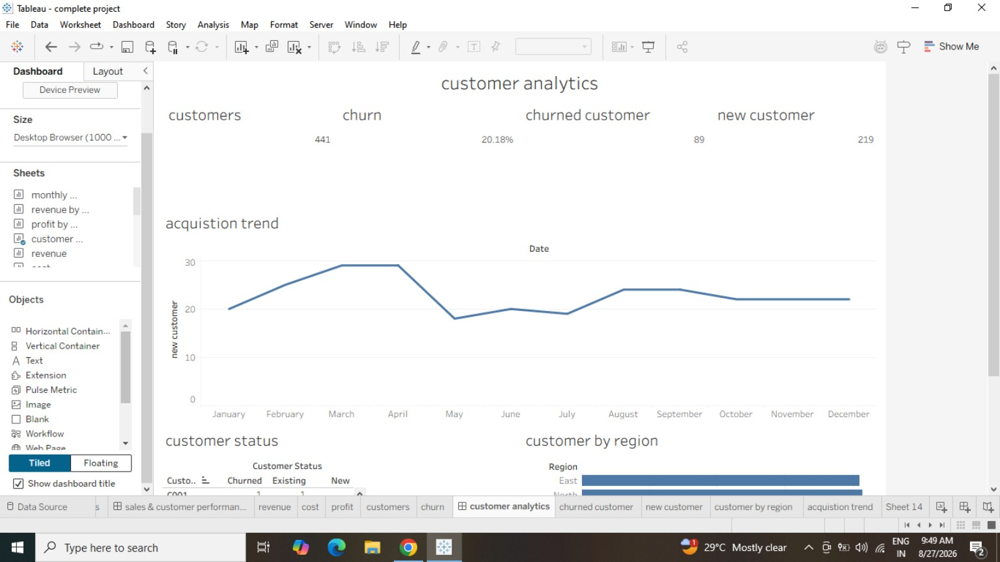 Tableau - complete project
File Data Worksheet Dashboard Story Analysis Map Format Server Window Help
Show Me
Dashboard Layout
Device Preview
Size
Desktop Browser (1000 ...
Sheets
monthly ...
revenue by ...
profit by ...
customer ...
revenue
cost
Objects
Horizontal Contain...
Vertical Container
Text
Extension
Pulse Metric
Image
Blank
Workflow
Web Page
Tiled Floating
Show dashboard title
customer analytics
customers churn churned customer new customer
441 20.18% 89 219
acquistion trend
Date
new customer
30
20
10
0
January February March April May June July August September October November December
customer status
Customer Status
Custo.. Churned Existing New
C001 1 1
customer by region
Region
East
North
Data Source s sales & customer performan... revenue cost profit customers churn customer analytics churned customer new customer customer by region acquistion trend Sheet 14
Type here to search
1
29°C Mostly clear
ENG
IN
9:49 AM
8/27/2026
2